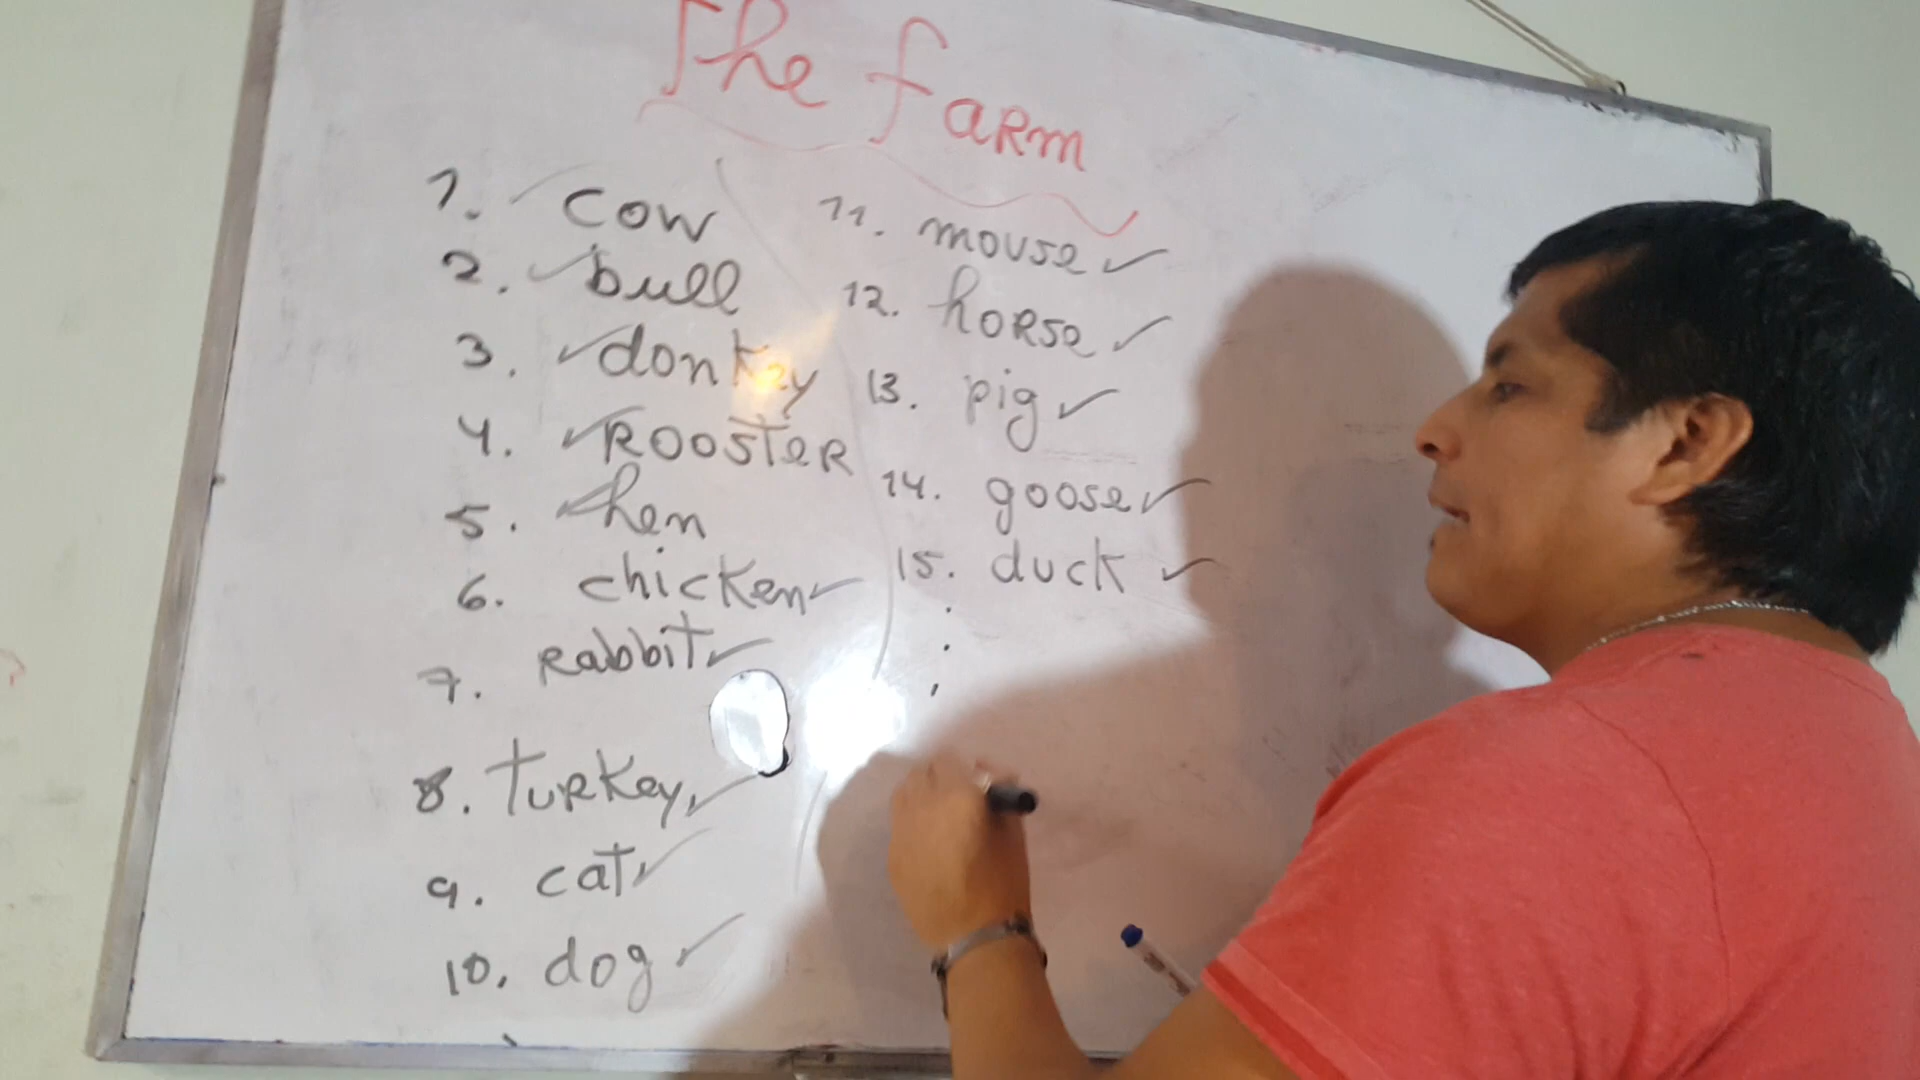 The farm
1. cow
2. bull
3. donkey
4. ROOSTER
5. hen
6. chicken
7. Rabbit
8. Turkey
9. cat
10. dog
11. mouse
12. horse
13. pig
14. goose
15. duck